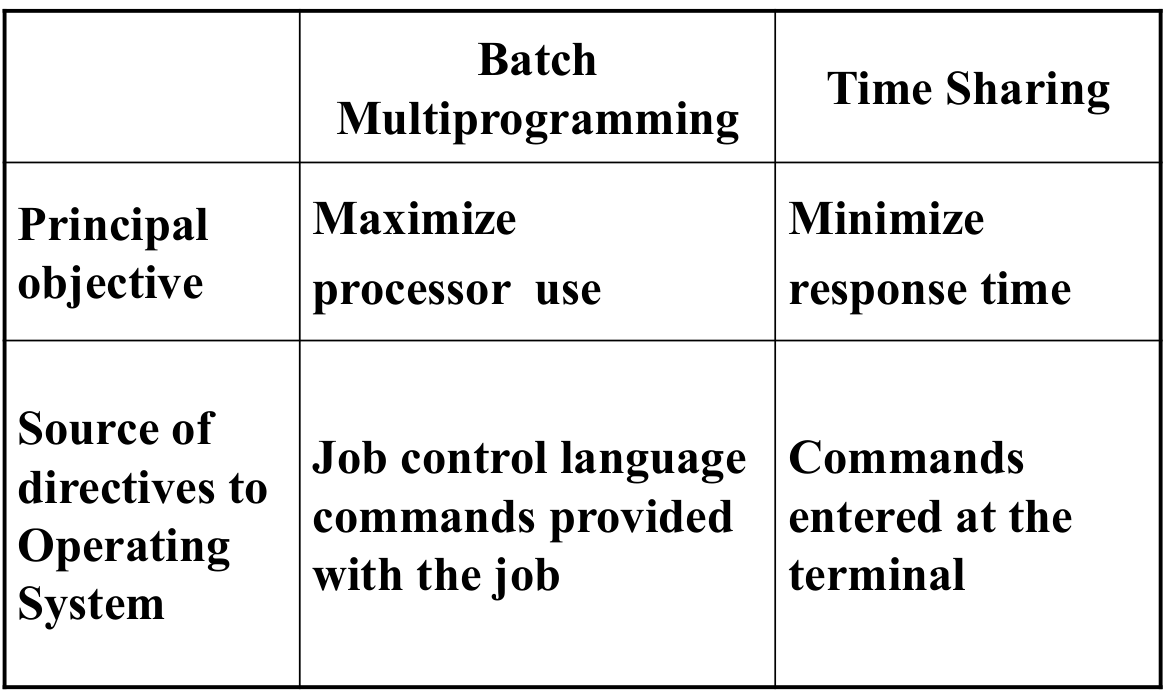 Batch
Multiprogramming
Time Sharing
Principal
objective
Maximize
processor use
Minimize
response time
Source of
directives to
Operating
System
Job control language
commands provided
with the job
Commands
entered at the
terminal